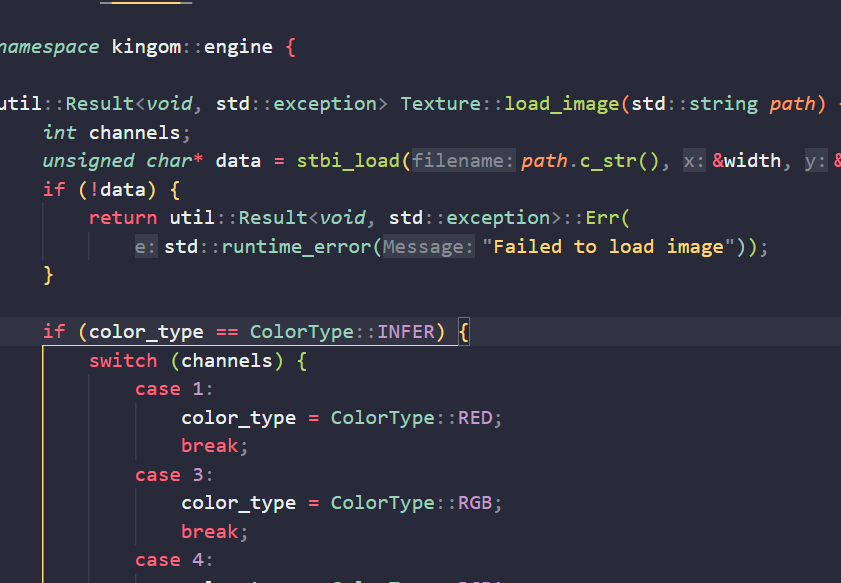 namespace kingom::engine {
util::Result<void, std::exception> Texture::load_image(std::string path)
int channels;
unsigned char* data = stbi_load(filename: path.c_str(), x: &width, y: &
if (!data) {
return util::Result<void, std::exception>::Err(
e: std::runtime_error(Message: "Failed to load image"));
}
if (color_type == ColorType::INFER) {
switch (channels) {
case 1:
color_type = ColorType::RED;
break;
case 3:
color_type = ColorType::RGB;
break;
case 4: